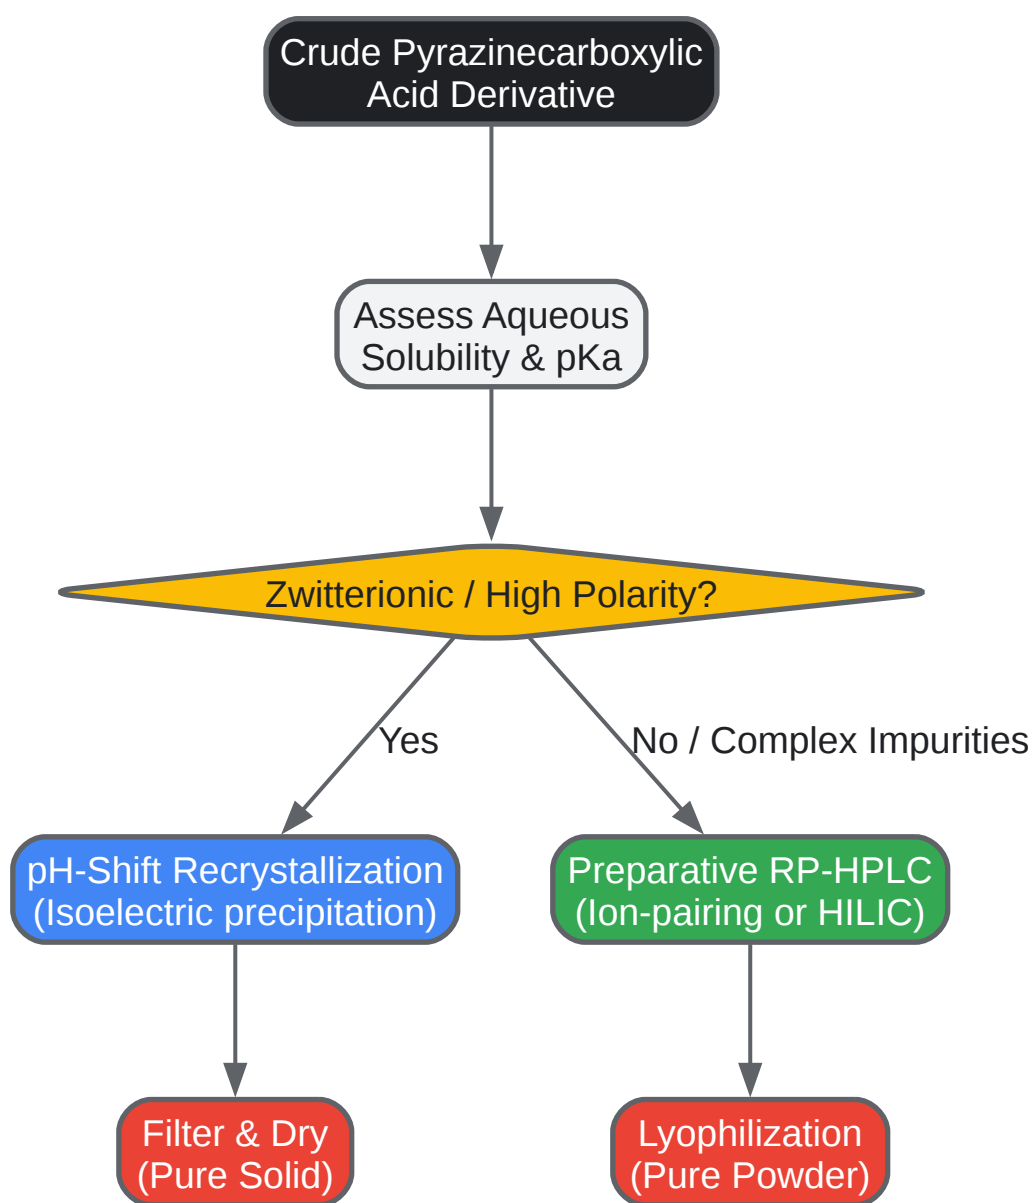 Crude Pyrazinecarboxylic
Acid Derivative
Assess Aqueous
Solubility & pKa
Zwitterionic / High Polarity?
Yes
No / Complex Impurities
pH-Shift Recrystallization
(Isoelectric precipitation)
Preparative RP-HPLC
(Ion-pairing or HILIC)
Filter & Dry
(Pure Solid)
Lyophilization
(Pure Powder)